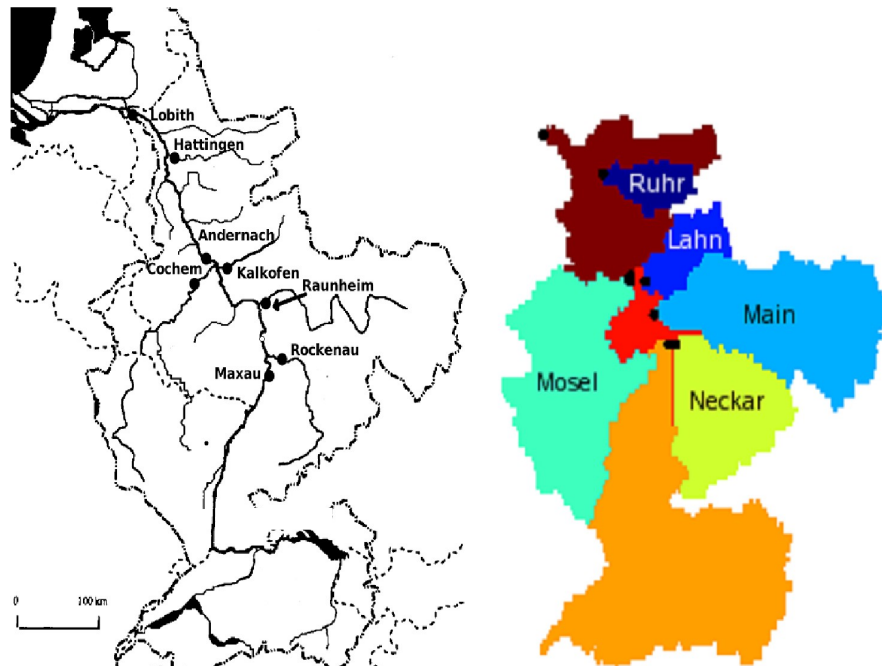 Lobith
Hattingen
Andernach
Cochem
Kalkofen
Raunheim
Rockenau
Maxau
0 100 km
Ruhr
Lahn
Main
Mosel
Neckar